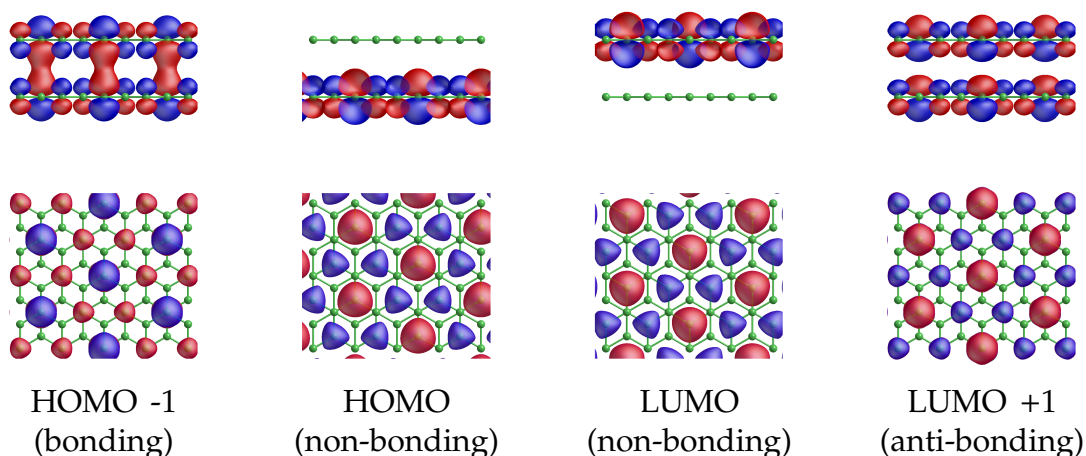 HOMO -1
(bonding)
HOMO
(non-bonding)
LUMO
(non-bonding)
LUMO +1
(anti-bonding)